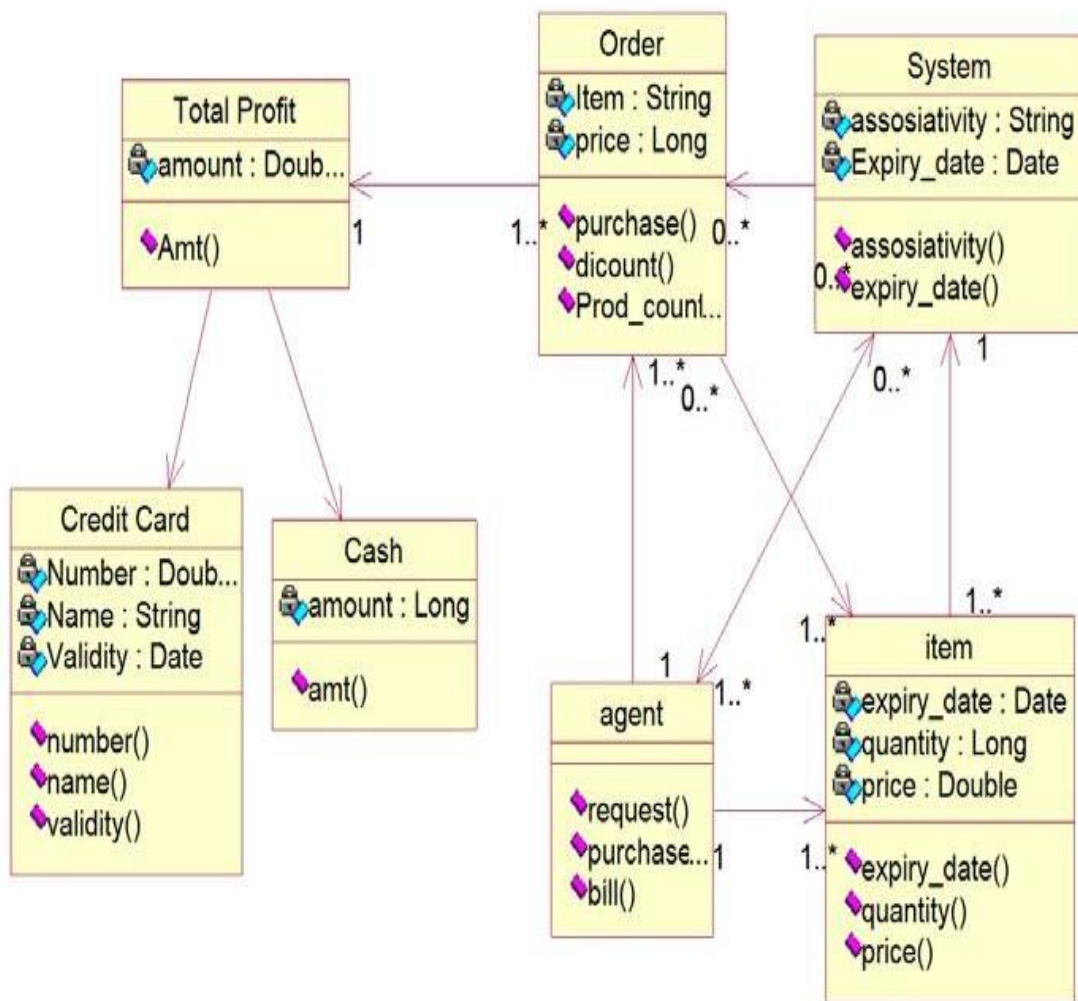 Total Profit
amount : Doub...
Amt()
1
Order
Item : String
price : Long
purchase()
dicount()
Prod_count...
1..*
0..*
1..*
0..*
System
assosiativity : String
Expiry_date : Date
assosiativity()
expiry_date()
0..*
0..*
1
Credit Card
Number : Doub...
Name : String
Validity : Date
number()
name()
validity()
Cash
amount : Long
amt()
agent
request()
purchase...
bill()
1
1..*
1
1..*
1..*
1..*
item
expiry_date : Date
quantity : Long
price : Double
expiry_date()
quantity()
price()